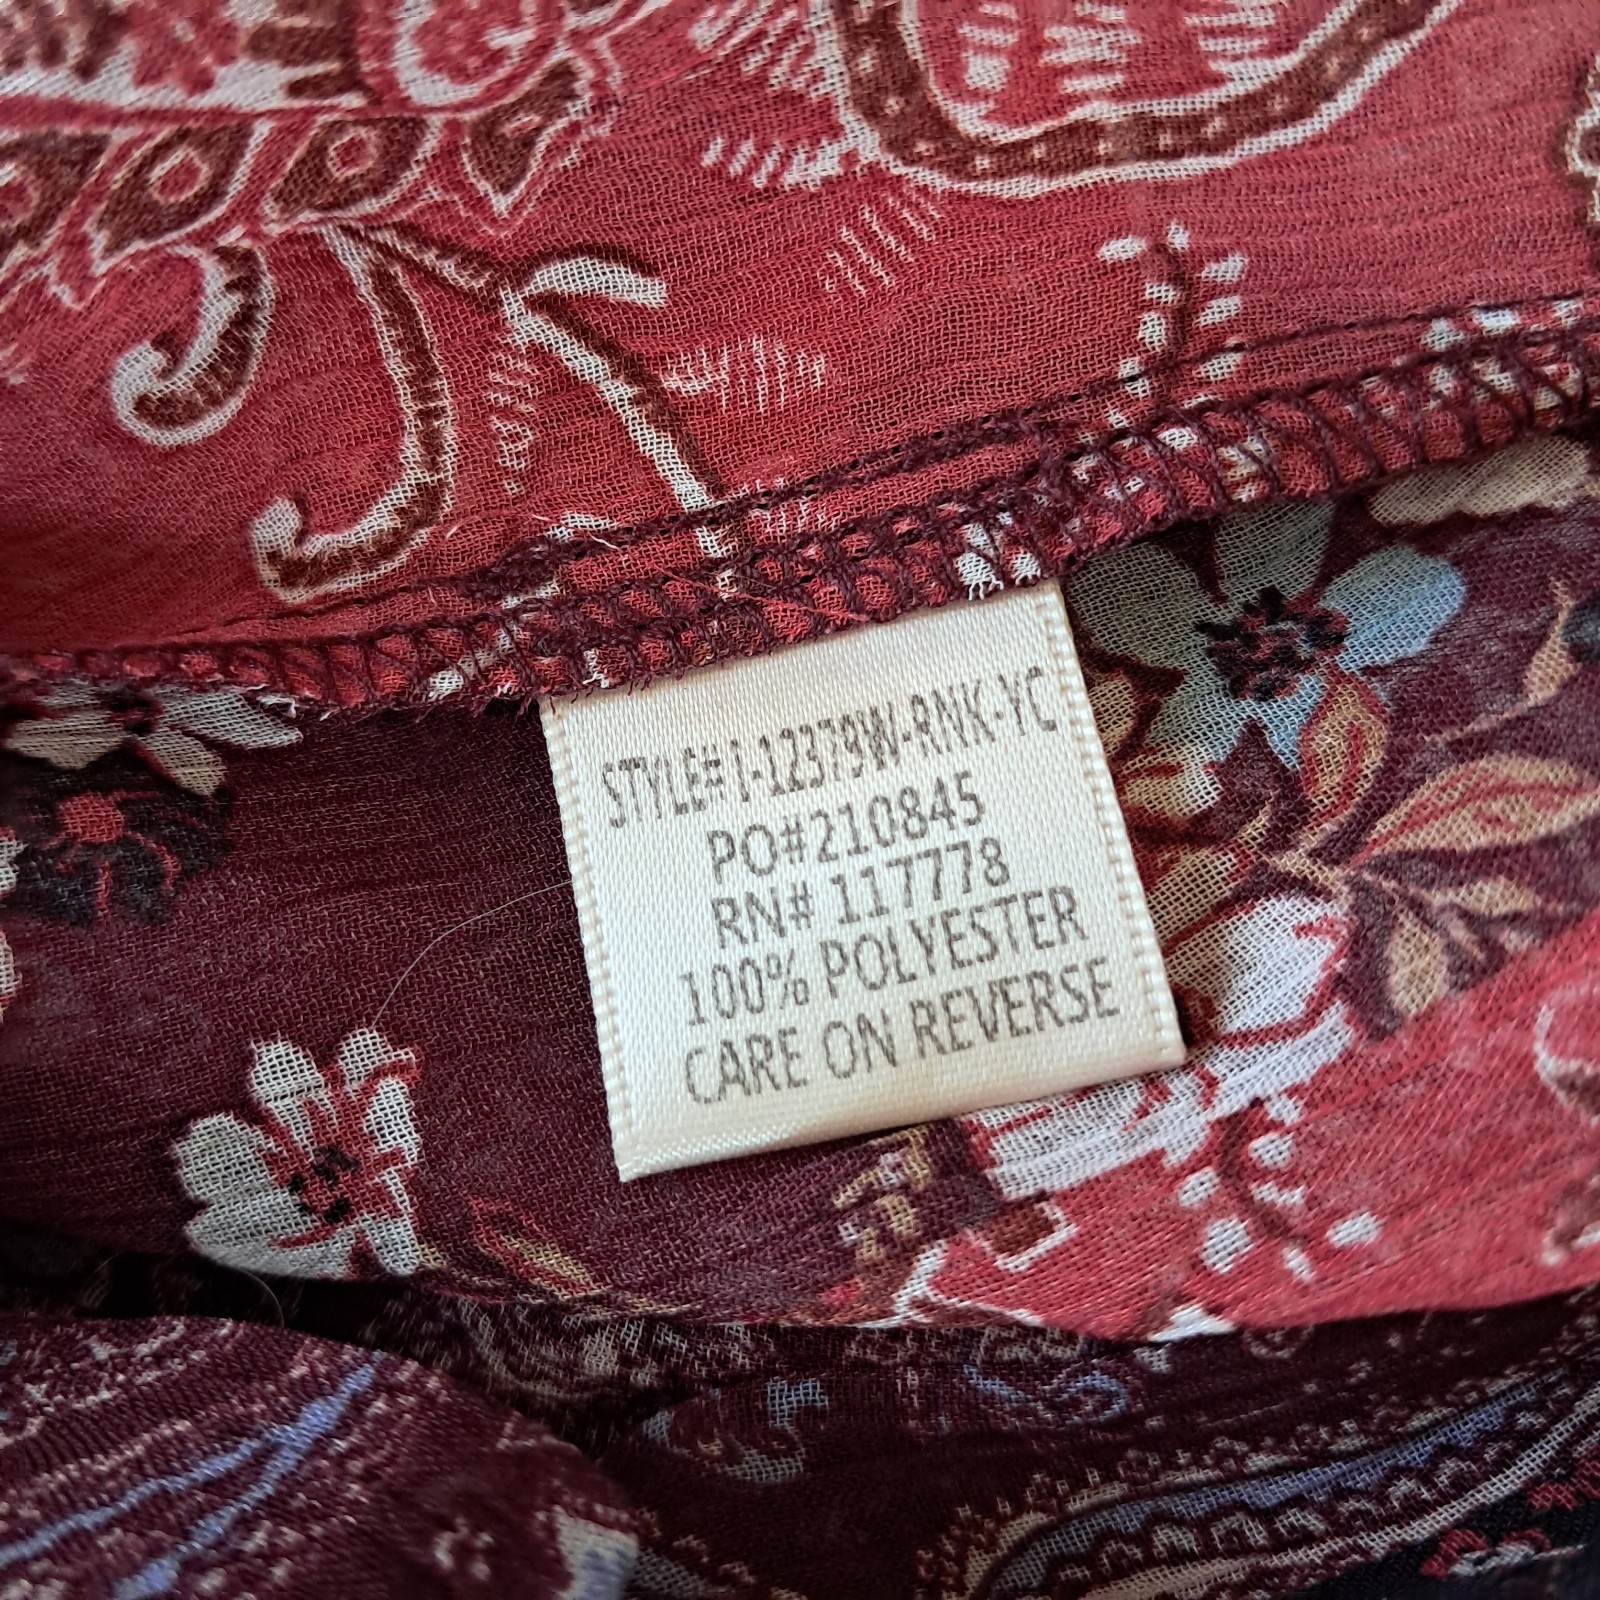 STYLE#1-12379W-RNK-YC
PO#210845
RN# 117778
100% POLYESTER
CARE ON REVERSE